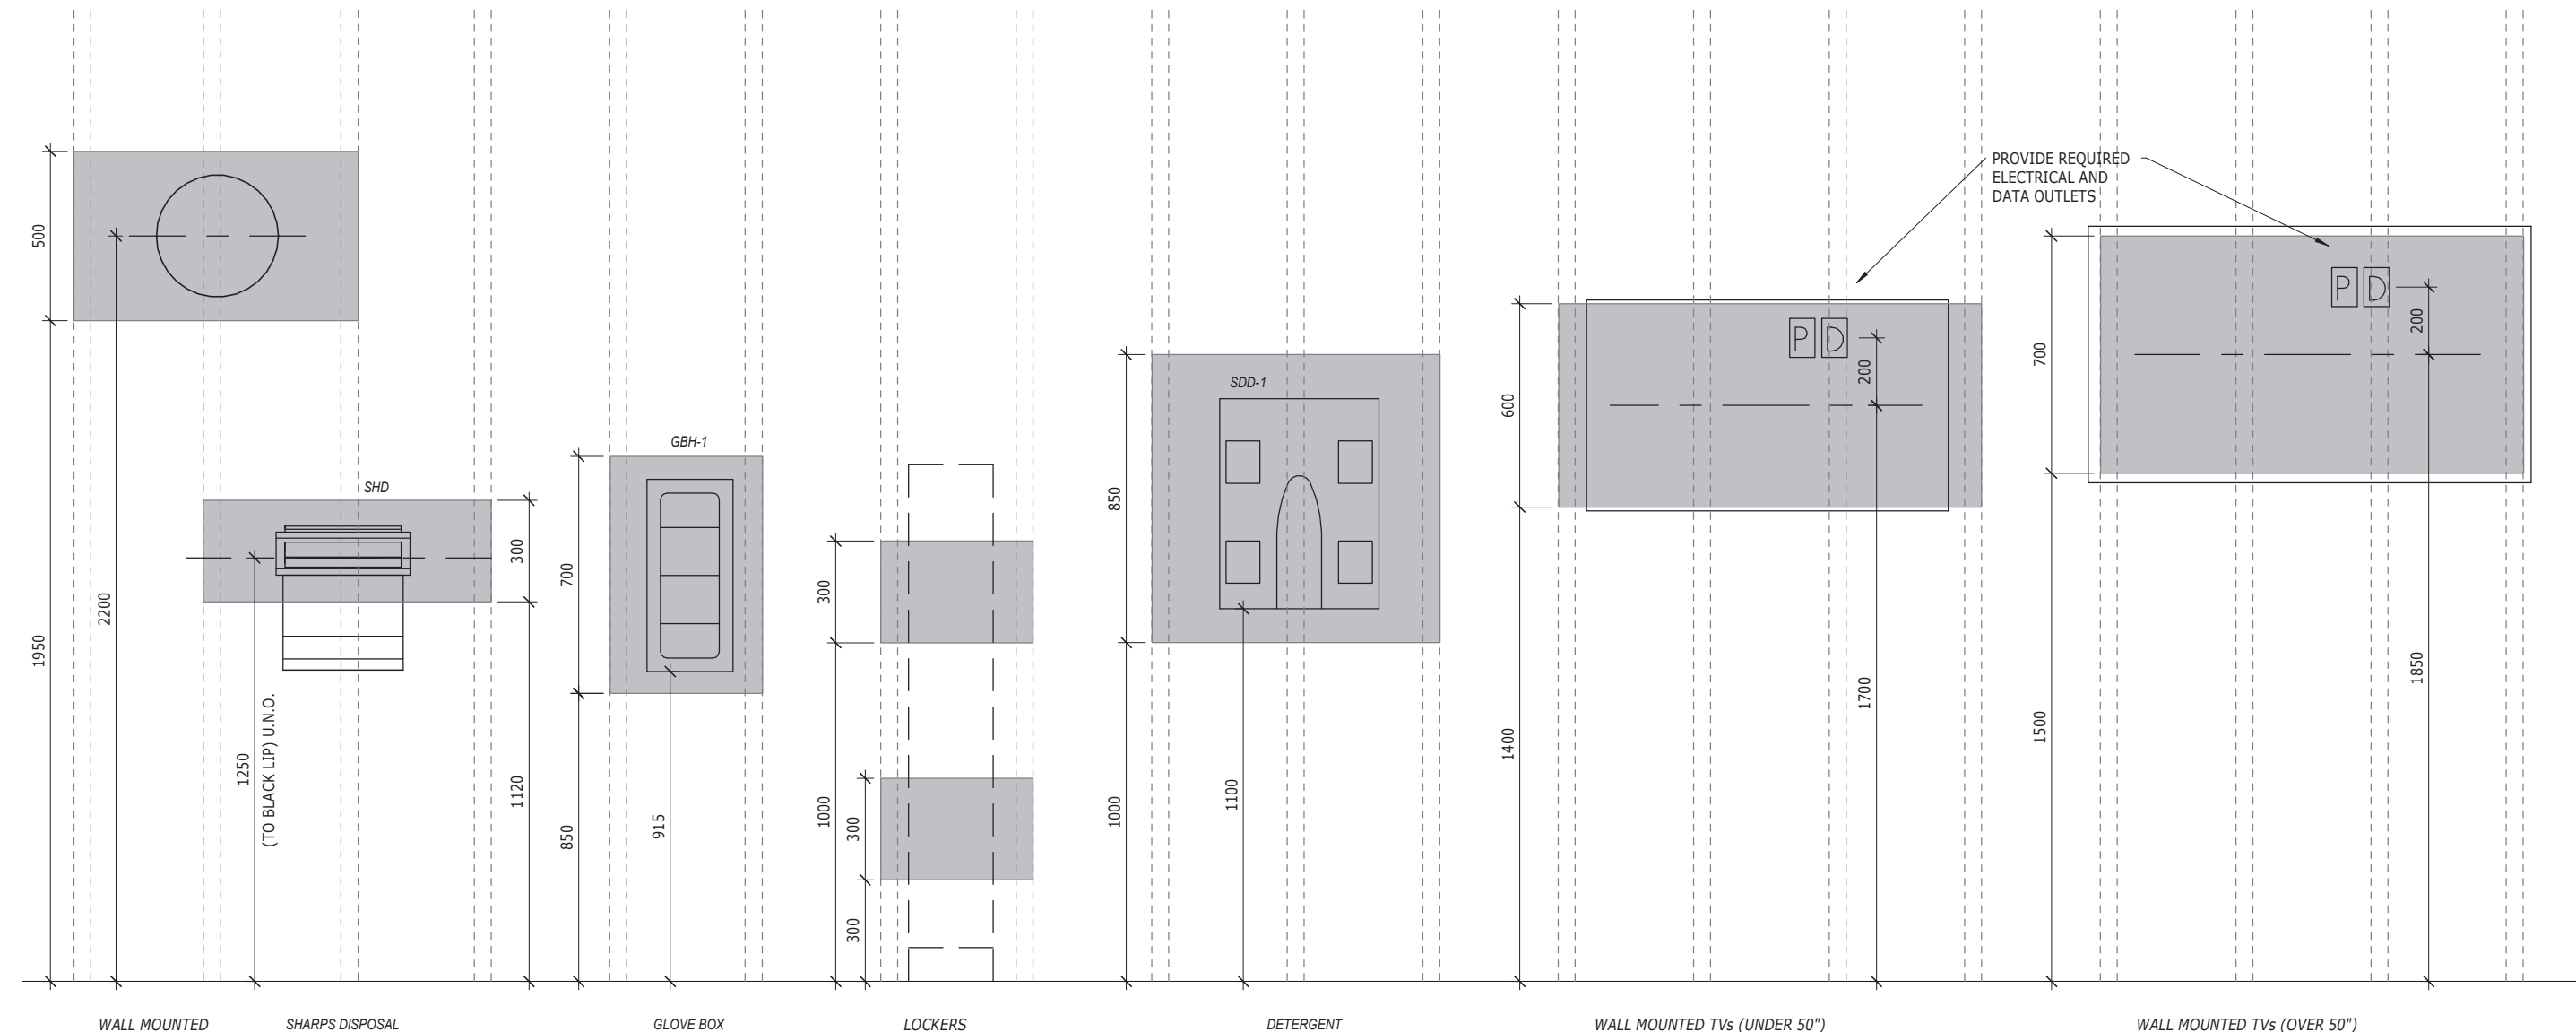 PROVIDE REQUIRED
ELECTRICAL AND
DATA OUTLETS
500
1950
2200
SHD
1250
(TO BLACK LIP) U.N.O.
300
1120
GBH-1
700
850
915
300
1000
300
300
SDD-1
850
1000
1100
P D
200
600
1400
1700
P D
200
700
1500
1850
WALL MOUNTED
SHARPS DISPOSAL
GLOVE BOX
LOCKERS
DETERGENT
WALL MOUNTED TVs (UNDER 50")
WALL MOUNTED TVs (OVER 50")